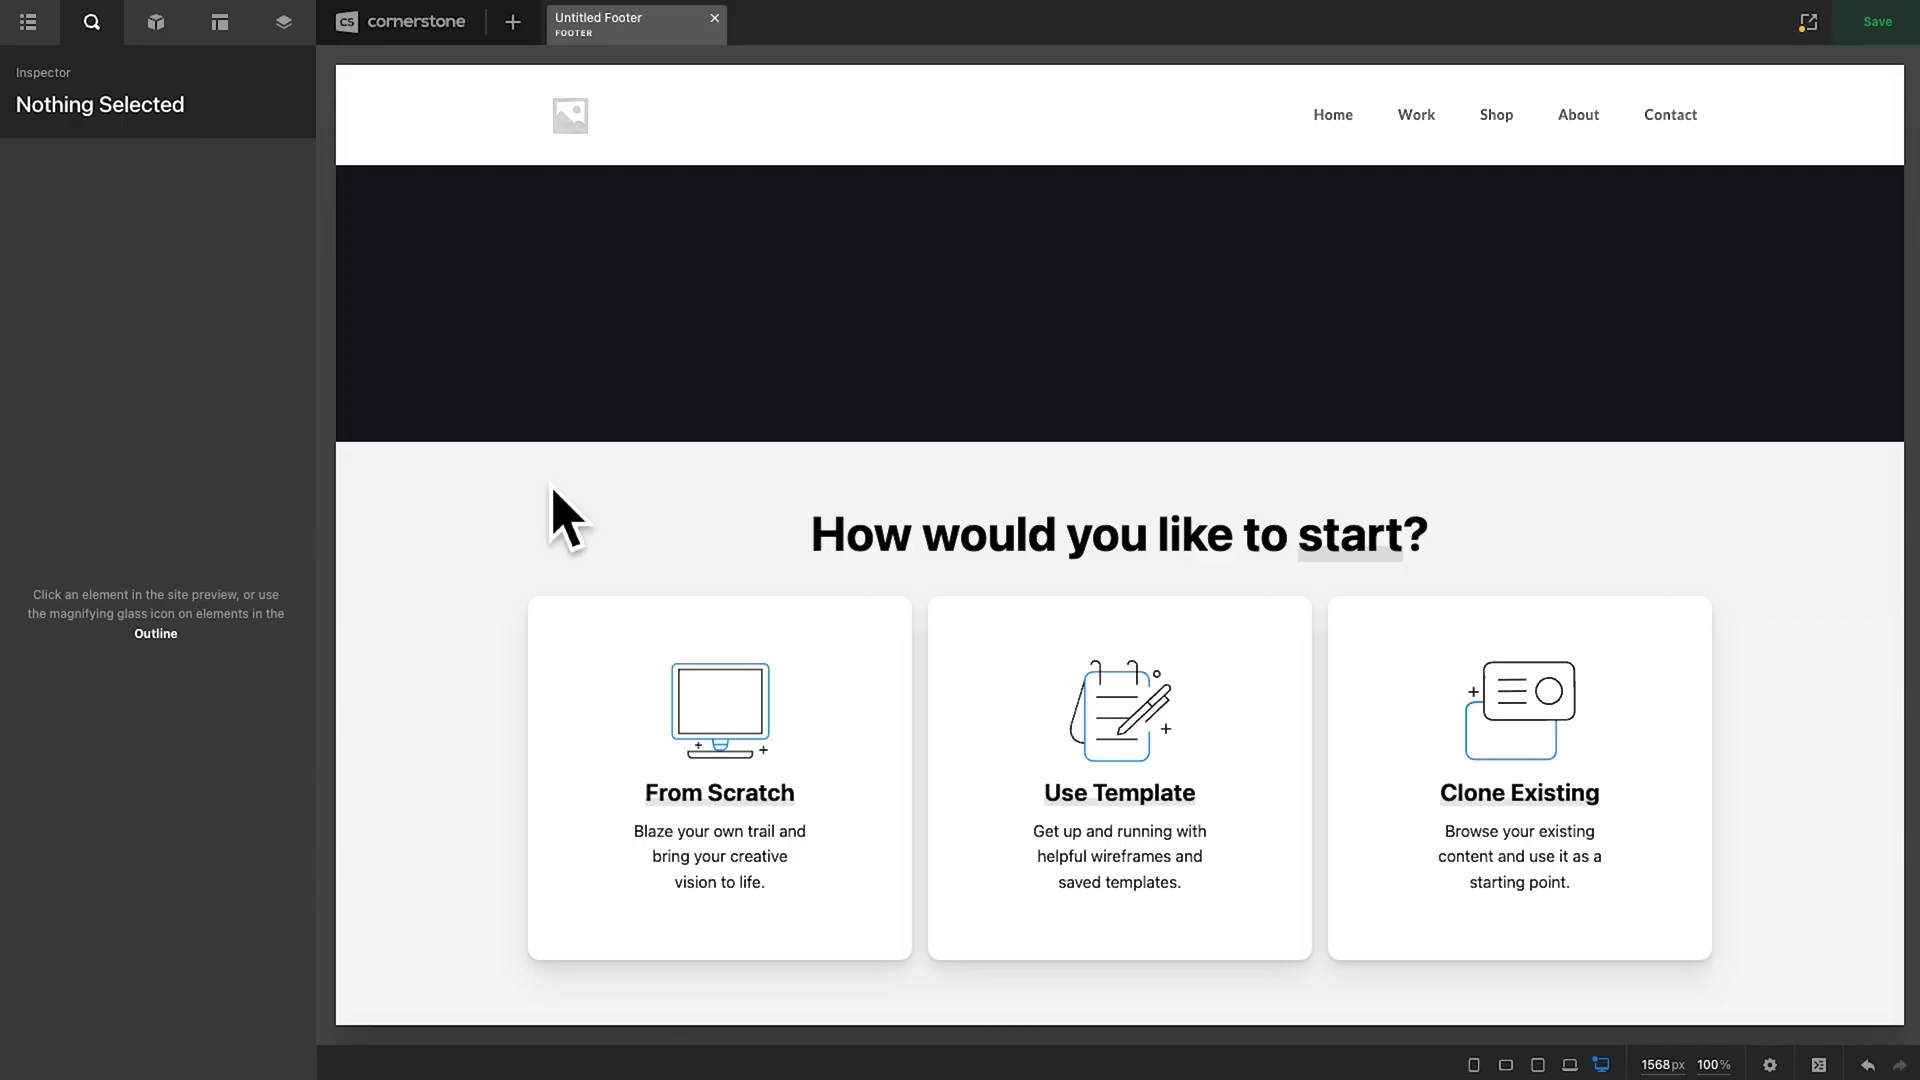 cornerstone
Untitled Footer
FOOTER
Save
Inspector
Nothing Selected
Home
Work
Shop
About
Contact
How would you like to start?
Click an element in the site preview, or use
the magnifying glass icon on elements in the
Outline
From Scratch
Blaze your own trail and
bring your creative
vision to life.
Use Template
Get up and running with
helpful wireframes and
saved templates.
Clone Existing
Browse your existing
content and use it as a
starting point.
1568px
100%